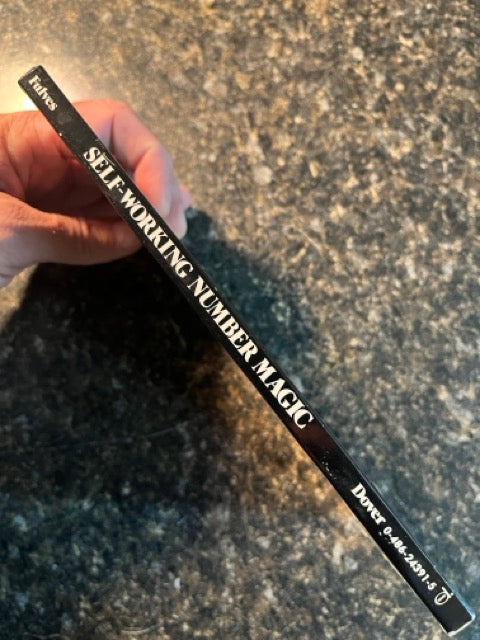 Fulves
SELF-WORKING NUMBER MAGIC
Dover 0-486-24391-5